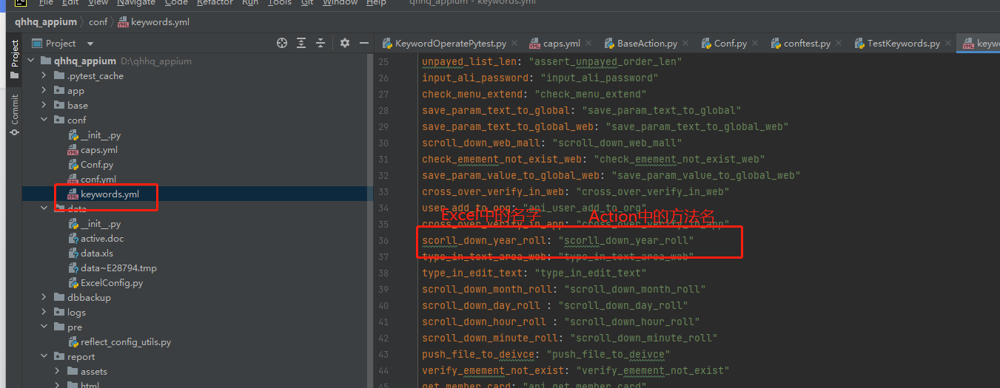 File Edit View Navigate Code Refactor Run Tools Git Window Help qhhq_appium - keywords.yml
qhhq_appium conf keywords.yml
Project
KeywordOperatePytest.py caps.yml BaseAction.py Conf.py conftest.py TestKeywords.py
Project
Commit
qhhq_appium D:\qhhq_appium
.pytest_cache
app
base
conf
__init__.py
caps.yml
Conf.py
conf.yml
keywords.yml
data
__init__.py
active.doc
data.xls
data~E28794.tmp
ExcelConfig.py
dbbackup
logs
pre
reflect_config_utils.py
report
assets
html
25 unpayed_list_len: "assert_unpayed_order_len"
26 input_ali_password: "input_ali_password"
27 check_menu_extend: "check_menu_extend"
28 save_param_text_to_global: "save_param_text_to_global"
29 save_param_text_to_global_web: "save_param_text_to_global_web"
30 scroll_down_web_mall: "scroll_down_web_mall"
31 check_emement_not_exist_web: "check_emement_not_exist_web"
32 save_param_value_to_global_web: "save_param_value_to_global_web"
33 cross_over_verify_in_web: "cross_over_verify_in_web"
34 user_add_to_org: "api_user_add_to_org"
Excel中的名字 Action中的方法名
35 cross_over_verify_in_app: "cross_over_verify_in_app"
36 scorll_down_year_roll: "scorll_down_year_roll"
37 type_in_text_area_web: "type_in_text_area_web"
38 type_in_edit_text: "type_in_edit_text"
39 scroll_down_month_roll: "scroll_down_month_roll"
40 scroll_down_day_roll : "scroll_down_day_roll"
41 scroll_down_hour_roll : "scroll_down_hour_roll"
42 scroll_down_minute_roll: "scroll_down_minute_roll"
43 push_file_to_deivce: "push_file_to_deivce"
44 verify_emement_not_exist: "verify_emement_not_exist"
45 get_member_card: "api_get_member_card"